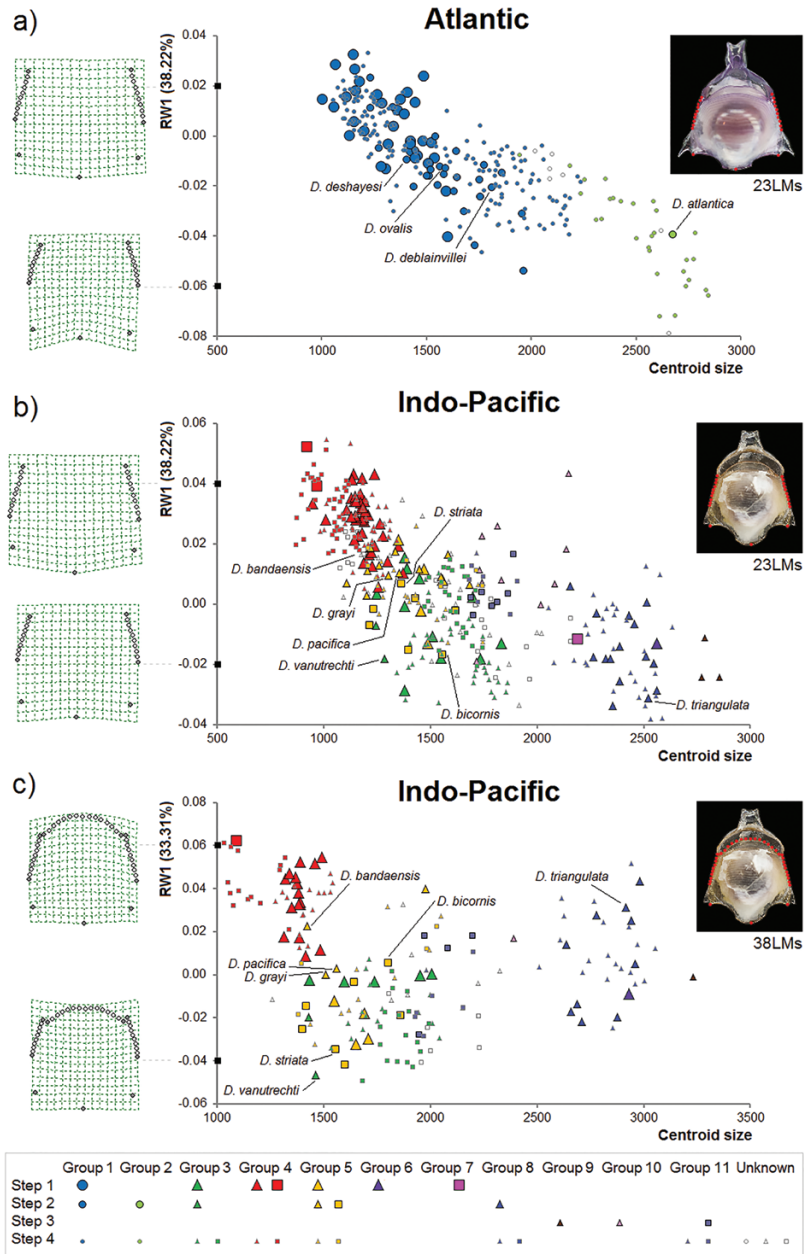 a)
Atlantic
RW1 (38.22%)
0.04
0.02
0.00
-0.02
-0.04
-0.06
-0.08
500
1000
1500
2000
2500
3000
Centroid size
D. deshayesi
D. ovalis
D. deblainvillei
D. atlantica
23LMs
b)
Indo-Pacific
RW1 (38.22%)
0.06
0.04
0.02
0.00
-0.02
-0.04
500
1000
1500
2000
2500
3000
Centroid size
D. striata
D. bandaensis
D. grayi
D. pacifica
D. vanutrechti
D. bicornis
D. triangulata
23LMs
c)
Indo-Pacific
RW1 (33.31%)
0.08
0.06
0.04
0.02
0.00
-0.02
-0.04
-0.06
1000
1500
2000
2500
3000
3500
Centroid size
D. bandaensis
D. bicornis
D. triangulata
D. pacifica
D. grayi
D. striata
D. vanutrechti
38LMs
Group 1 Group 2 Group 3 Group 4 Group 5 Group 6 Group 7 Group 8 Group 9 Group 10 Group 11 Unknown
Step 1
Step 2
Step 3
Step 4